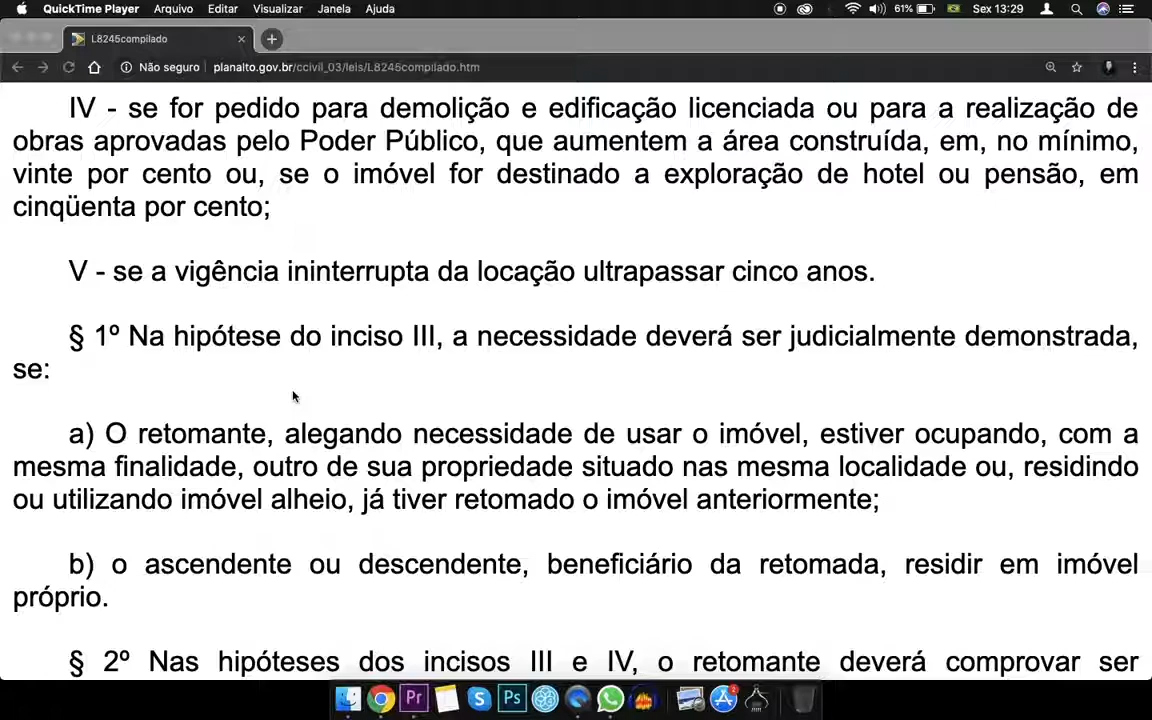 QuickTime Player Arquivo Editar Visualizar Janela Ajuda 61% Sex 13:29
L8245compilado
Não seguro planalto.gov.br/ccivil_03/leis/L8245compilado.htm
IV - se for pedido para demolição e edificação licenciada ou para a realização de
obras aprovadas pelo Poder Público, que aumentem a área construída, em, no mínimo,
vinte por cento ou, se o imóvel for destinado a exploração de hotel ou pensão, em
cinqüenta por cento;
V - se a vigência ininterrupta da locação ultrapassar cinco anos.
§ 1º Na hipótese do inciso III, a necessidade deverá ser judicialmente demonstrada,
se:
a) O retomante, alegando necessidade de usar o imóvel, estiver ocupando, com a
mesma finalidade, outro de sua propriedade situado nas mesma localidade ou, residindo
ou utilizando imóvel alheio, já tiver retomado o imóvel anteriormente;
b) o ascendente ou descendente, beneficiário da retomada, residir em imóvel
próprio.
§ 2º Nas hipóteses dos incisos III e IV, o retomante deverá comprovar ser
Pr S Ps 2